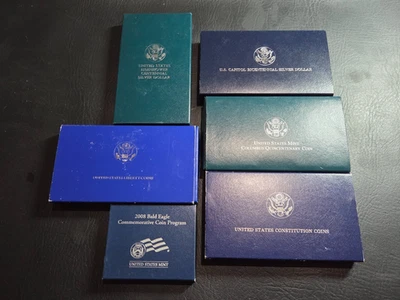 UNITED STATES
EISENHOWER
CENTENNIAL
SILVER DOLLAR
U.S. CAPITOL BICENTENNIAL SILVER DOLLAR
UNITED STATES MINT
COLUMBUS QUINCENTENARY COINS
UNITED STATES LIBERTY COINS
2008 Bald Eagle
Commemorative Coin Program
UNITED STATES MINT
UNITED STATES CONSTITUTION COINS